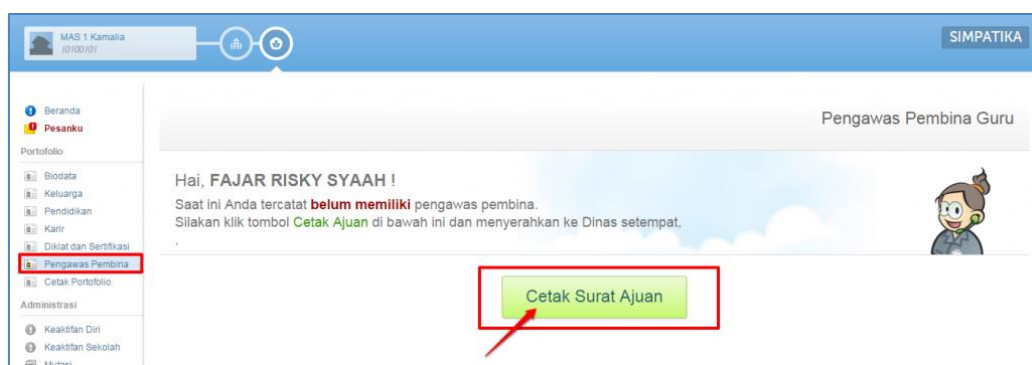 MAS 1 Kamalia
10100101
SIMPATIKA
Beranda
Pesanku
Portofolio
Biodata
Keluarga
Pendidikan
Karir
Diklat dan Sertifikasi
Pengawas Pembina
Cetak Portofolio
Administrasi
Keaktifan Diri
Keaktifan Sekolah
Mutasi
Pengawas Pembina Guru
Hai, FAJAR RISKY SYAAH !
Saat ini Anda tercatat belum memiliki pengawas pembina.
Silakan klik tombol Cetak Ajuan di bawah ini dan menyerahkan ke Dinas setempat,
.
Cetak Surat Ajuan